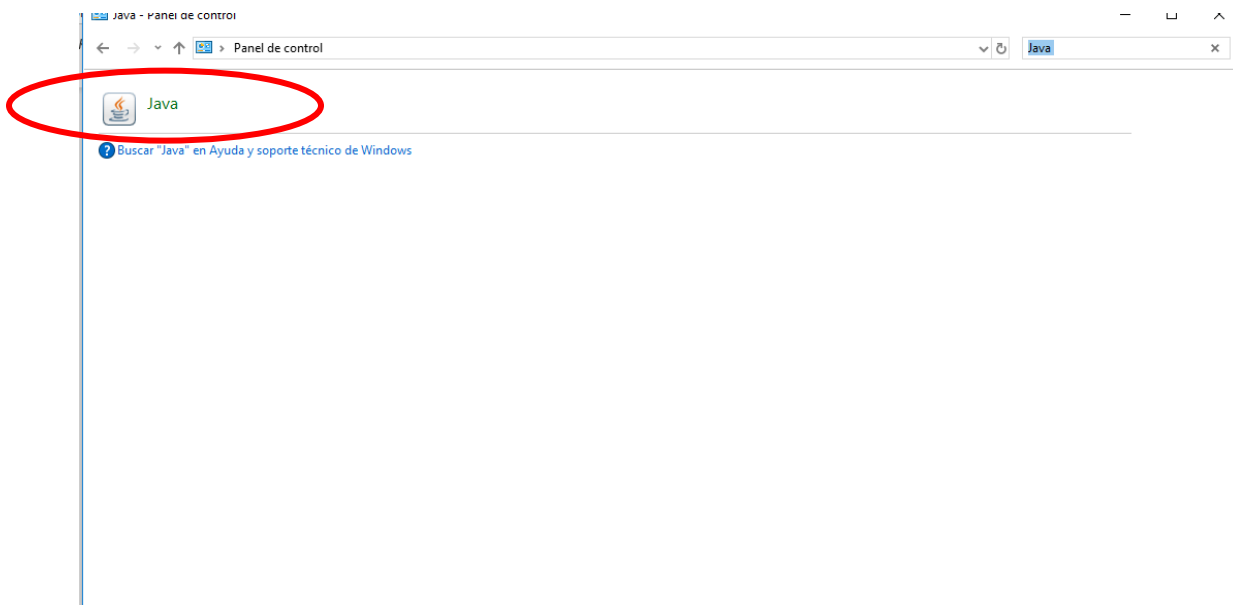 Java - Panel de control
Panel de control
Java
Java
Buscar "Java" en Ayuda y soporte técnico de Windows